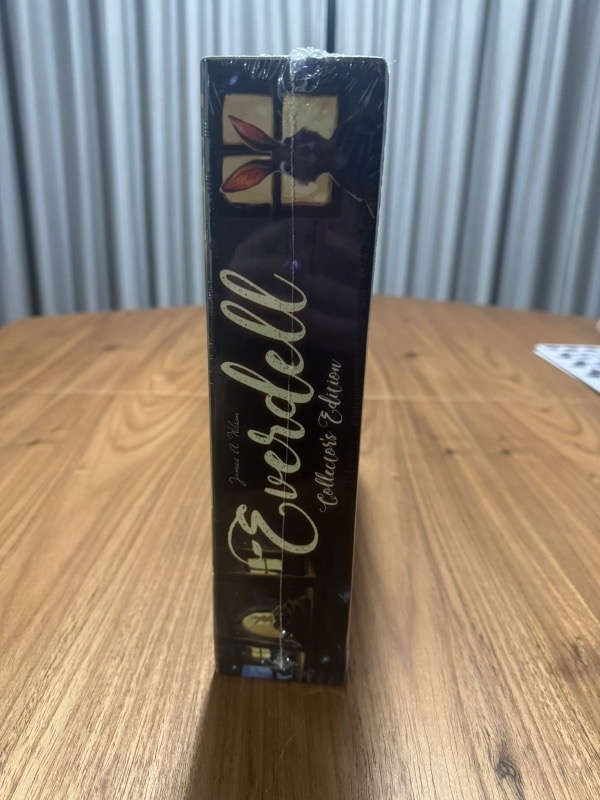 James A. Wilson
Everdell
Collector's Edition